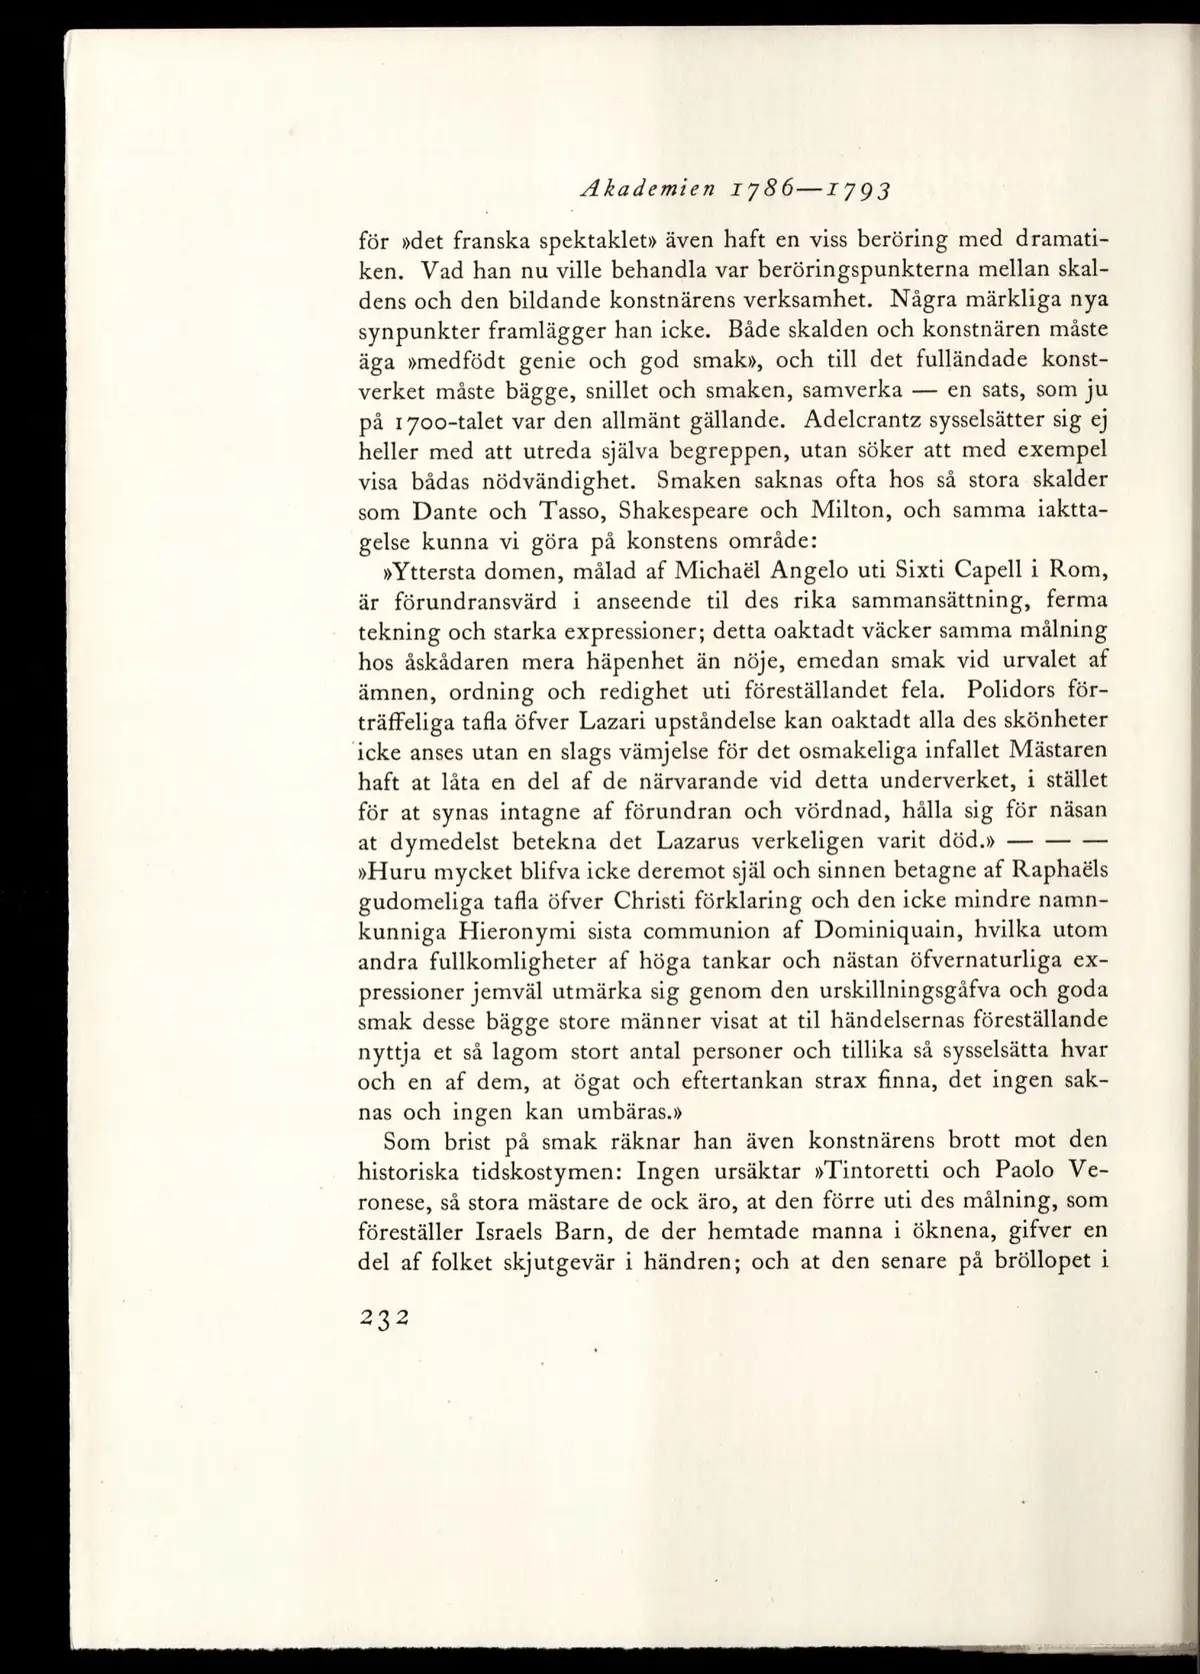 Akademien 1786—1793
för »det franska spektaklet» även haft en viss beröring med dramati-
ken. Vad han nu ville behandla var beröringspunkterna mellan skal-
dens och den bildande konstnärens verksamhet. Några märkliga nya
synpunkter framlägger han icke. Både skalden och konstnären måste
äga »medfödt genie och god smak», och till det fulländade konst-
verket måste bägge, snillet och smaken, samverka — en sats, som ju
på 1700-talet var den allmänt gällande. Adelcrantz sysselsätter sig ej
heller med att utreda själva begreppen, utan söker att med exempel
visa bådas nödvändighet. Smaken saknas ofta hos så stora skalder
som Dante och Tasso, Shakespeare och Milton, och samma iaktta-
gelse kunna vi göra på konstens område:
»Yttersta domen, målad af Michaël Angelo uti Sixti Capell i Rom,
är förundransvärd i anseende til des rika sammansättning, ferma
tekning och starka expressioner; detta oaktadt väcker samma målning
hos åskådaren mera häpenhet än nöje, emedan smak vid urvalet af
ämnen, ordning och redighet uti föreställandet fela. Polidors för-
träffeliga tafla öfver Lazari upståndelse kan oaktadt alla des skönheter
icke anses utan en slags vämjelse för det osmakeliga infallet Mästaren
haft at låta en del af de närvarande vid detta underverket, i stället
för at synas intagne af förundran och vördnad, hålla sig för näsan
at dymedelst betekna det Lazarus verkeligen varit död.» — — —
»Huru mycket blifva icke deremot själ och sinnen betagne af Raphaëls
gudomeliga tafla öfver Christi förklaring och den icke mindre namn-
kunniga Hieronymi sista communion af Dominiquain, hvilka utom
andra fullkomligheter af höga tankar och nästan öfvernaturliga ex-
pressioner jemväl utmärka sig genom den urskillningsgåfva och goda
smak desse bägge store männer visat at til händelsernas föreställande
nyttja et så lagom stort antal personer och tillika så sysselsätta hvar
och en af dem, at ögat och eftertankan strax finna, det ingen sak-
nas och ingen kan umbäras.»
Som brist på smak räknar han även konstnärens brott mot den
historiska tidskostymen: Ingen ursäktar »Tintoretti och Paolo Ve-
ronese, så stora mästare de ock äro, at den förre uti des målning, som
föreställer Israels Barn, de der hemtade manna i öknena, gifver en
del af folket skjutgevär i händren; och at den senare på bröllopet i
232